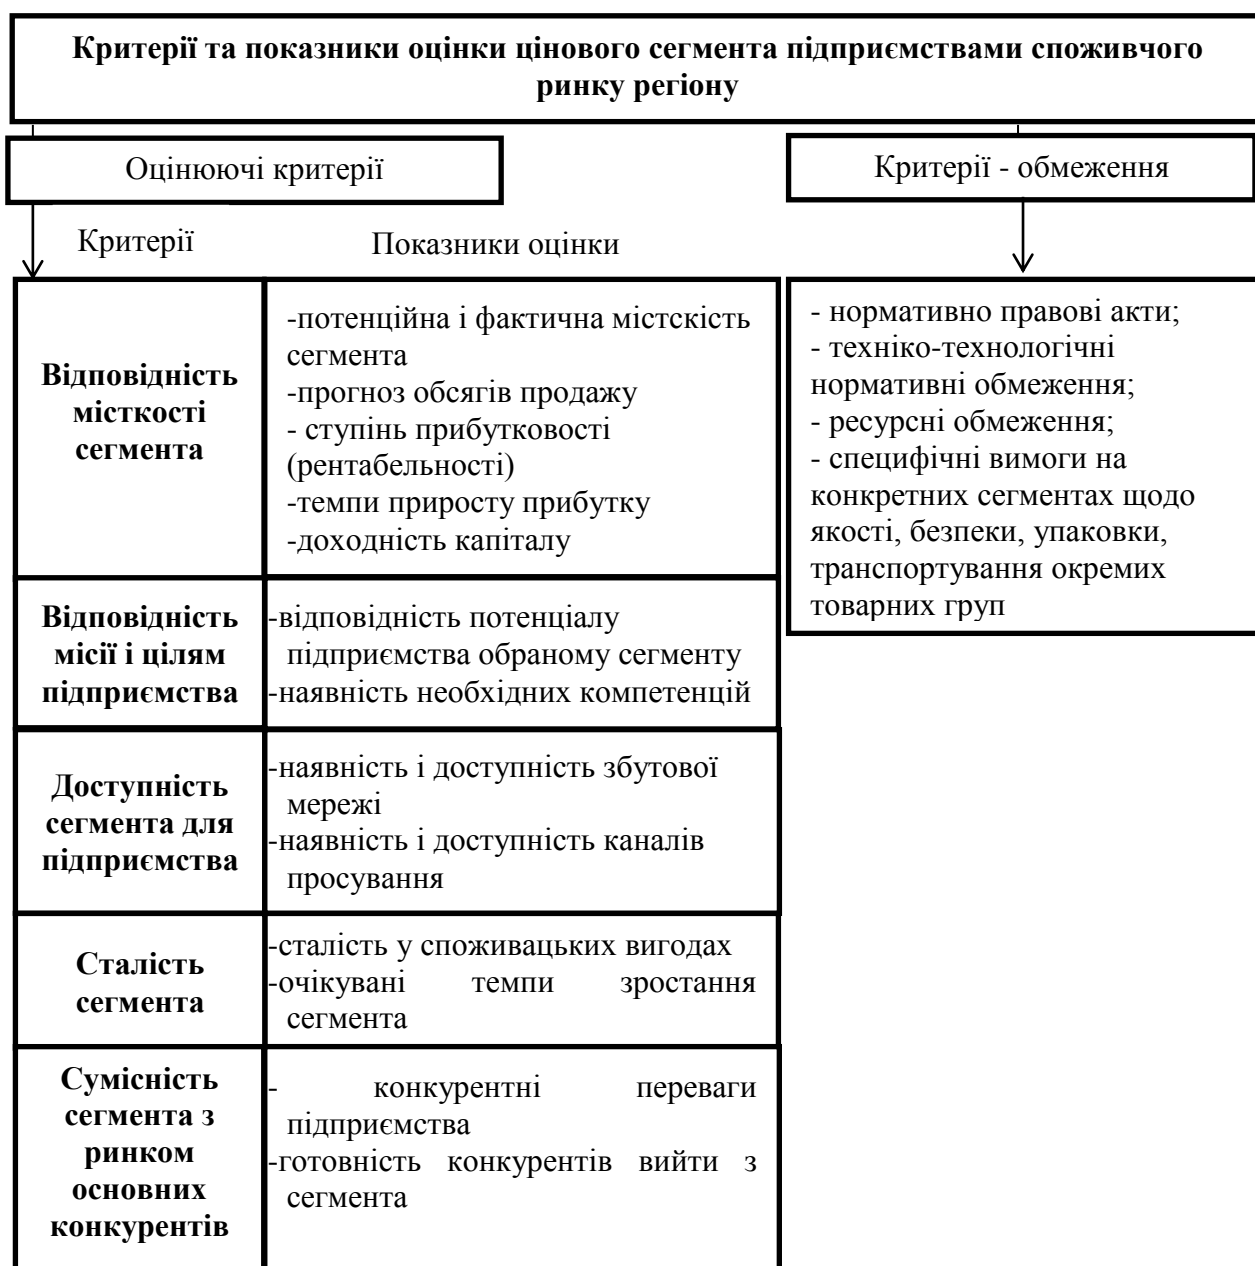 Критерії та показники оцінки цінового сегмента підприємствами споживчого
ринку регіону
Оцінюючі критерії
Критерії - обмеження
Критерії
Показники оцінки
Відповідність
місткості
сегмента
-потенційна і фактична містскість
сегмента
-прогноз обсягів продажу
- ступінь прибутковості
(рентабельності)
-темпи приросту прибутку
-доходність капіталу
- нормативно правові акти;
- техніко-технологічні
нормативні обмеження;
- ресурсні обмеження;
- специфічні вимоги на
конкретних сегментах щодо
якості, безпеки, упаковки,
транспортування окремих
товарних груп
Відповідність
місії і цілям
підприємства
-відповідність потенціалу
підприємства обраному сегменту
-наявність необхідних компетенцій
Доступність
сегмента для
підприємства
-наявність і доступність збутової
мережі
-наявність і доступність каналів
просування
Сталість
сегмента
-сталість у споживацьких вигодах
-очікувані темпи зростання
сегмента
Сумісність
сегмента з
ринком
основних
конкурентів
- конкурентні переваги
підприємства
-готовність конкурентів вийти з
сегмента